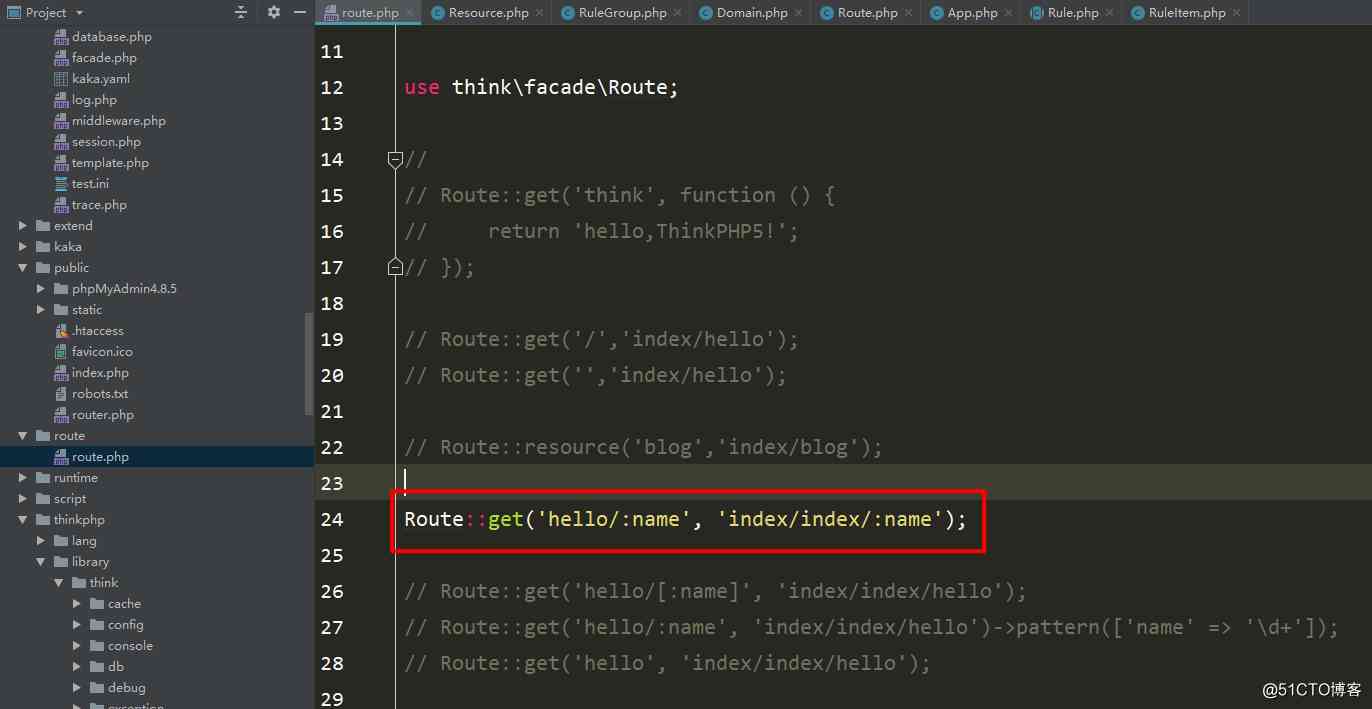 Project
route.php
Resource.php
RuleGroup.php
Domain.php
Route.php
App.php
Rule.php
RuleItem.php
database.php
facade.php
kaka.yaml
log.php
middleware.php
session.php
template.php
test.ini
trace.php
extend
kaka
public
phpMyAdmin4.8.5
static
.htaccess
favicon.ico
index.php
robots.txt
router.php
route
route.php
runtime
script
thinkphp
lang
library
think
cache
config
console
db
debug
exception
11
12 use think\facade\Route;
13
14 //
15 // Route::get('think', function () {
16 //     return 'hello,ThinkPHP5!';
17 // });
18
19 // Route::get('/','index/hello');
20 // Route::get('','index/hello');
21
22 // Route::resource('blog','index/blog');
23
24 Route::get('hello/:name', 'index/index/:name');
25
26 // Route::get('hello/[:name]', 'index/index/hello');
27 // Route::get('hello/:name', 'index/index/hello')->pattern(['name' => '\d+']);
28 // Route::get('hello', 'index/index/hello');
29
@51CTO博客